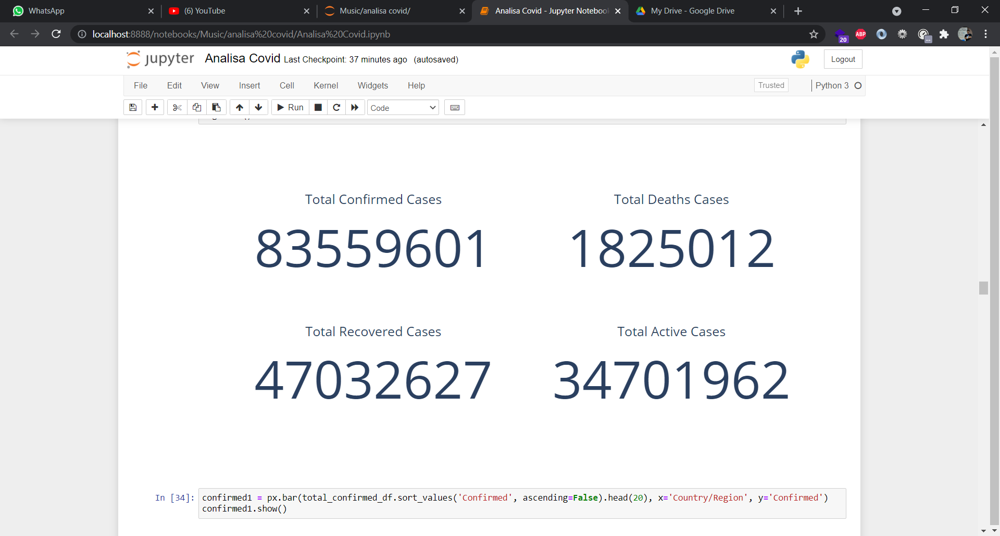 WhatsApp
(6) YouTube
Music/analisa covid/
Analisa Covid - Jupyter Notebook
My Drive - Google Drive
localhost:8888/notebooks/Music/analisa%20covid/Analisa%20Covid.ipynb
20
ABP
jupyter Analisa Covid Last Checkpoint: 37 minutes ago (autosaved)
Logout
File Edit View Insert Cell Kernel Widgets Help
Trusted
Python 3
Run
Code
Total Confirmed Cases
Total Deaths Cases
83559601
1825012
Total Recovered Cases
Total Active Cases
47032627
34701962
In [34]: confirmed1 = px.bar(total_confirmed_df.sort_values('Confirmed', ascending=False).head(20), x='Country/Region', y='Confirmed')
confirmed1.show()